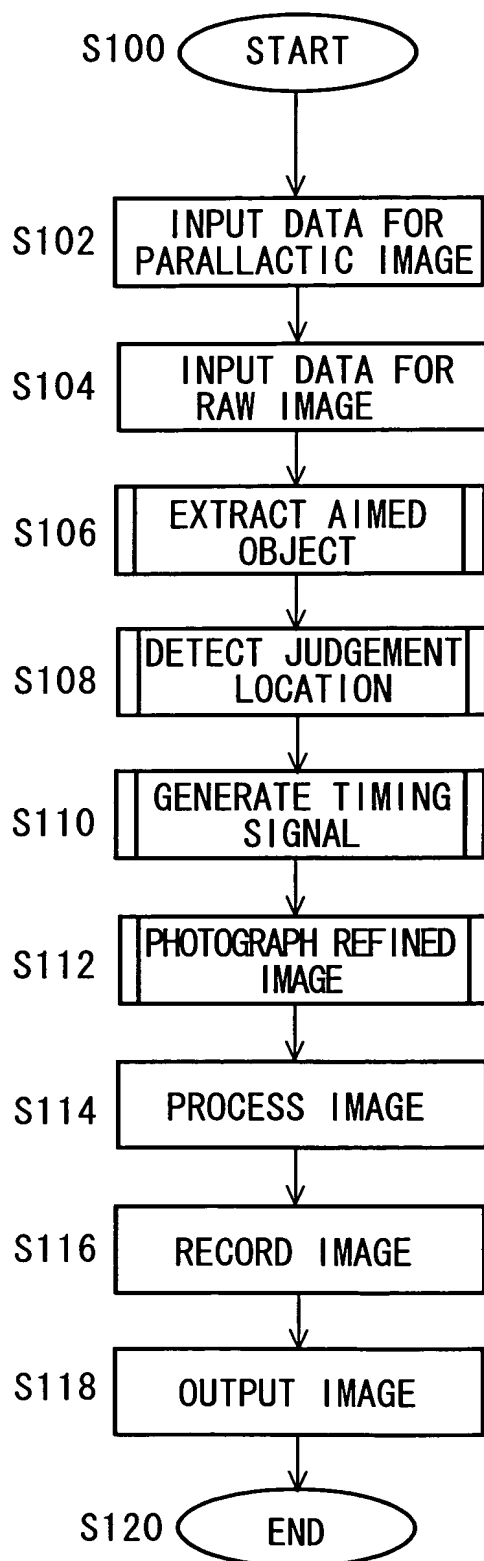 S100 START
S102 INPUT DATA FOR
PARALLACTIC IMAGE
S104 INPUT DATA FOR
RAW IMAGE
S106 EXTRACT AIMED
OBJECT
S108 DETECT JUDGEMENT
LOCATION
S110 GENERATE TIMING
SIGNAL
S112 PHOTOGRAPH REFINED
IMAGE
S114 PROCESS IMAGE
S116 RECORD IMAGE
S118 OUTPUT IMAGE
S120 END